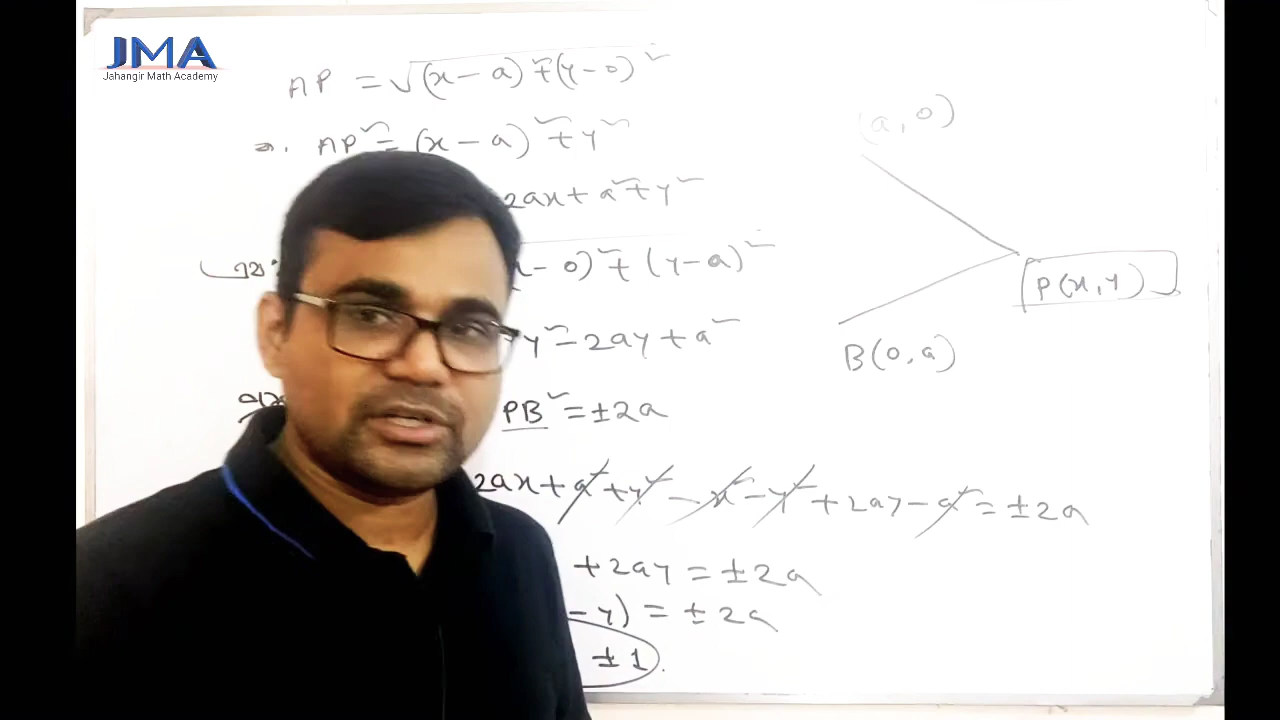 JMA
Jahangir Math Academy
AP = √(x-a)²+(y-0)²
AP² = (x-a)²+y²
2ax+a²+y²
-0)²+(y-a)²
y²-2ay+a²
PB² = ±2a
2ax+a²+y²-x²-y²+2ay-a² = ±2a
+2ay = ±2a
-y) = ±2a
±1
(a,0)
P(x,y)
B(0,a)